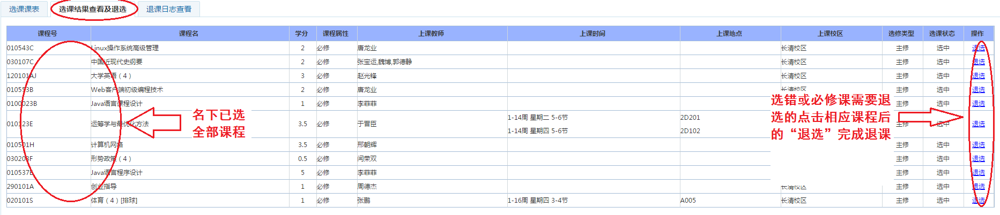 选课课表 选课结果查看及退选 退课日志查看
课程号 课程名 学分 课程属性 上课教师 上课时间 上课地点 上课校区 选修类型 选课状态 操作
010543C Linux操作系统高级管理 2 必修 唐龙业 长清校区 主修 选中 退选
030107C 中国近现代史纲要 2 必修 张宝运,魏博,郭德静 长清校区 主修 选中 退选
120101AJ 大学英语（4） 3 必修 赵光锋 长清校区 主修 选中 退选
010553B Web客户端初级编程技术 2 必修 唐龙业 长清校区 主修 选中 退选
0100023B Java语言课程设计 1 必修 李菲菲 主修 选中 退选
010123E 运筹学与最优化方法 3.5 必修 于晋臣 1-14周 星期二 5-6节 2D201 选中 退选
1-14周 星期四 5-6节 2D102
010501H 计算机网络 3.5 必修 邢朝辉 主修 选中 退选
030203F 形势政策（4） 0.5 必修 闫荣双 主修 选中 退选
010537E Java语言程序设计 5 必修 李菲菲 主修 选中 退选
290101A 创业指导 1 必修 周德杰 长清校区 主修 选中 退选
020101S 体育（4）[排球] 1 必修 张鹏 1-16周 星期四 3-4节 A005 长清校区 主修 选中 退选
名下已选
全部课程
选错或必修课需要退
选的点击相应课程后
的“退选”完成退课